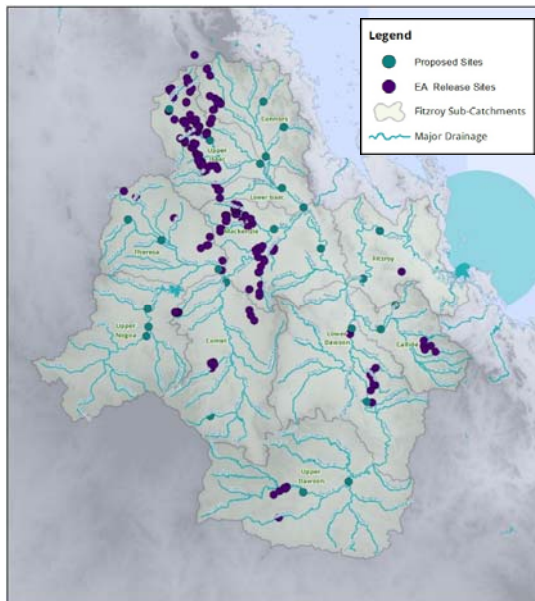 Legend
Proposed Sites
EA Release Sites
Fitzroy Sub-Catchments
Major Drainage
Connors
Upper
Isaac
Lower Isaac
Mackenzie
Theresa
Fitzroy
Upper
Nogoa
Comet
Lower
Dawson
Callide
Upper
Dawson